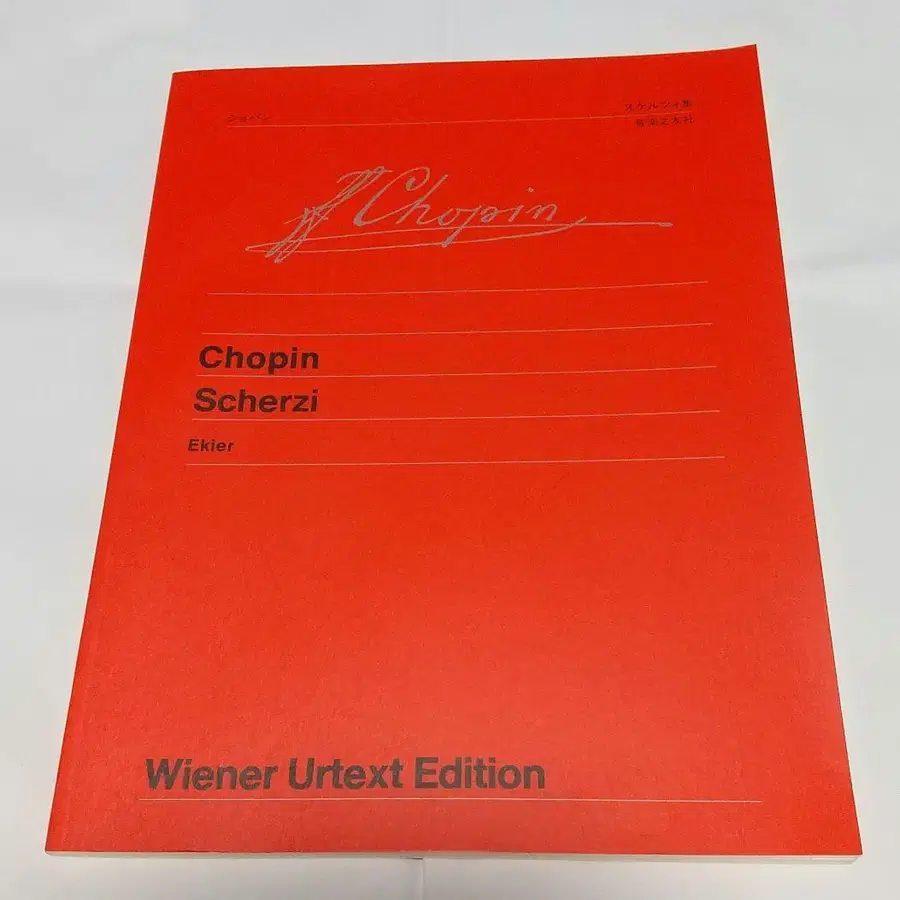 ショパン
スケルツィ集
音楽之友社
Chopin
Chopin
Scherzi
Ekier
Wiener Urtext Edition